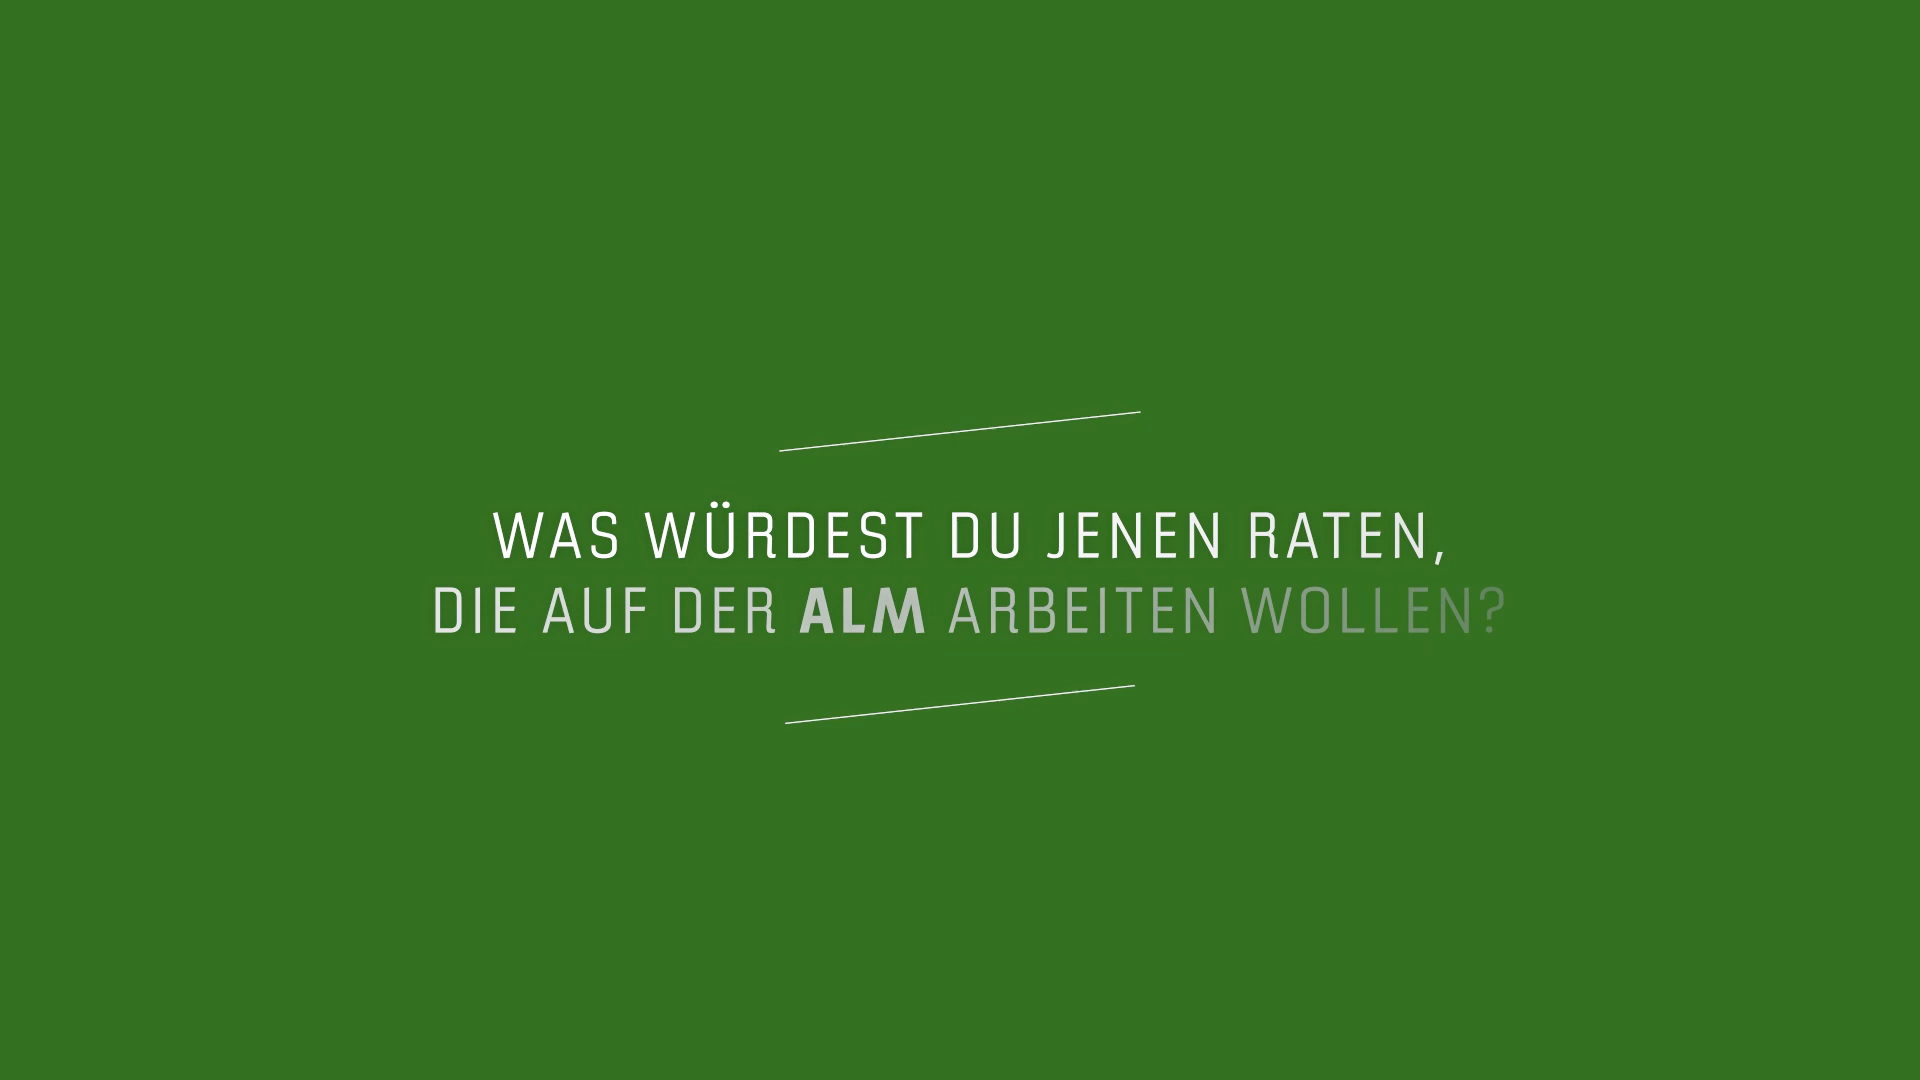 WAS WÜRDEST DU JENEN RATEN,
DIE AUF DER ALM ARBEITEN WOLLEN?